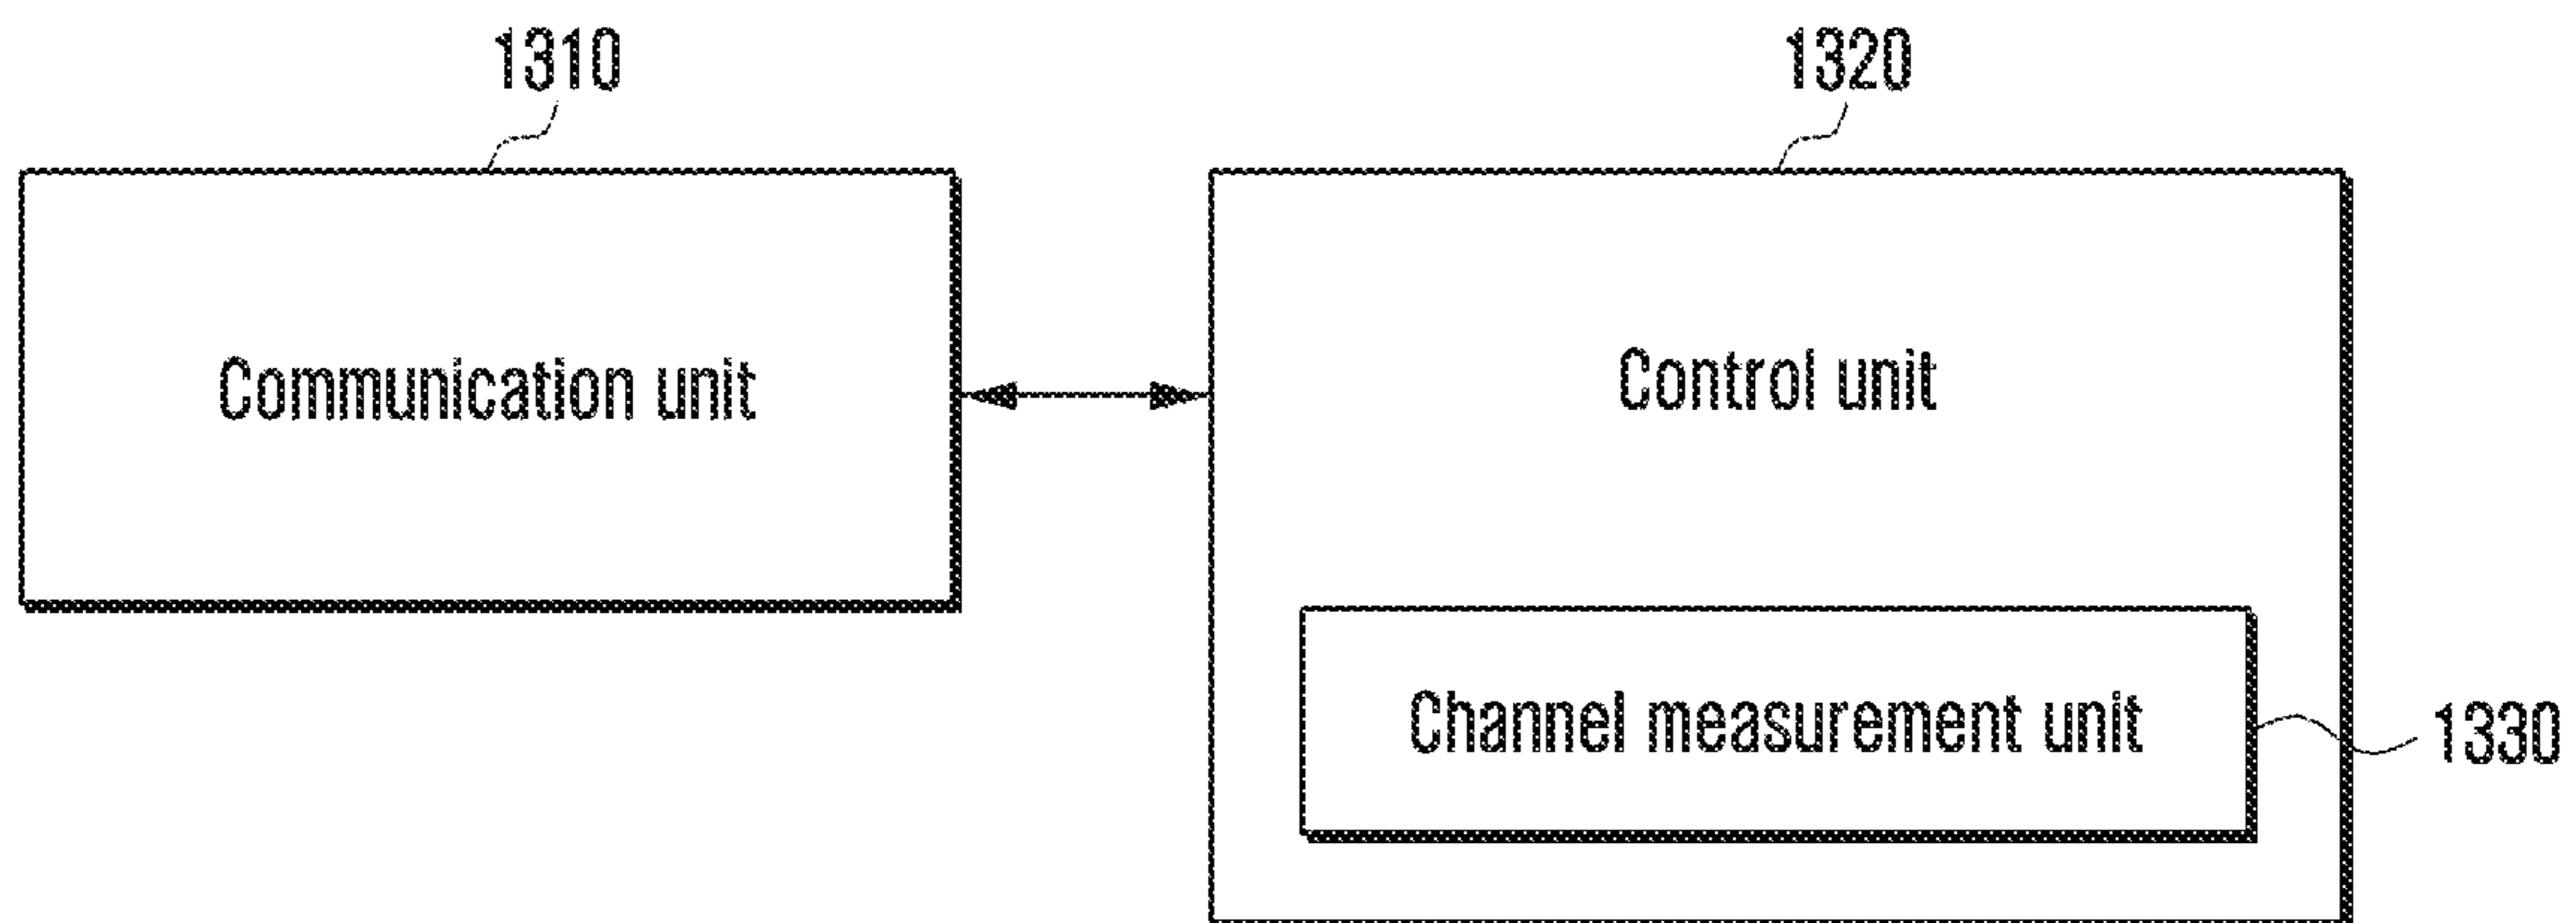 1310
1320
Communication unit
Control unit
Channel measurement unit
1330